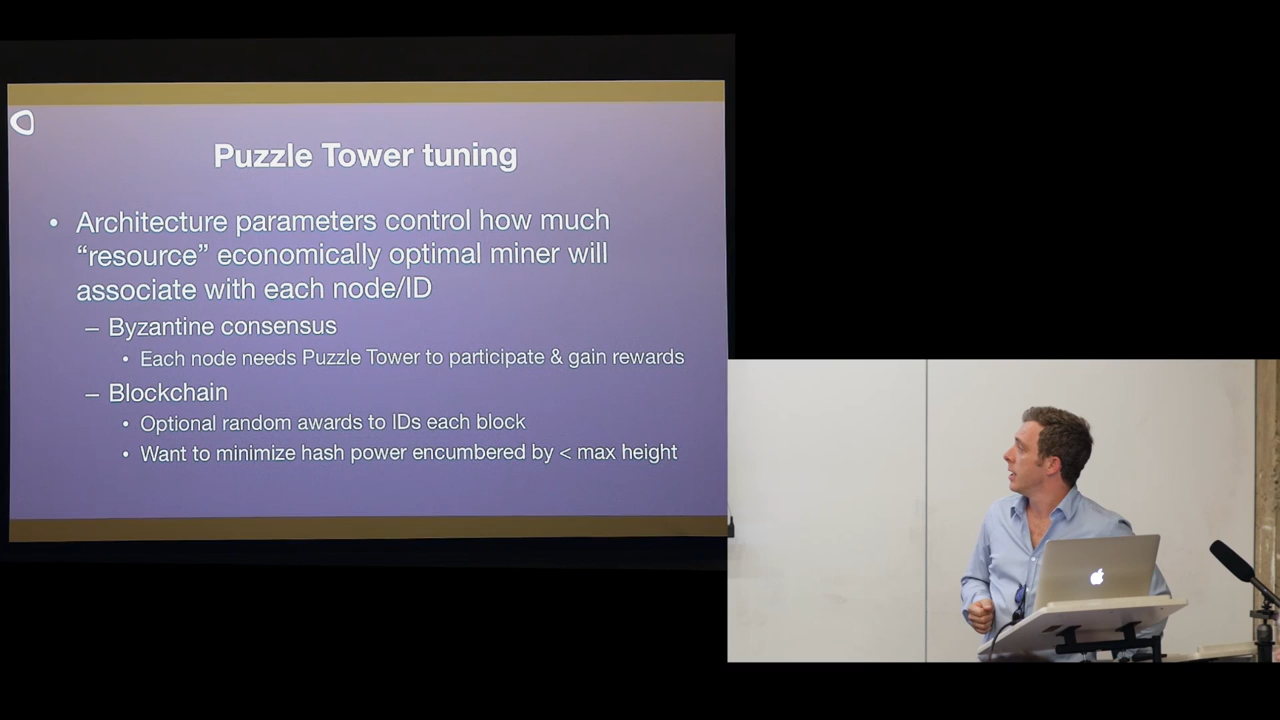 Puzzle Tower tuning
• Architecture parameters control how much
“resource” economically optimal miner will
associate with each node/ID
– Byzantine consensus
• Each node needs Puzzle Tower to participate & gain rewards
– Blockchain
• Optional random awards to IDs each block
• Want to minimize hash power encumbered by < max height